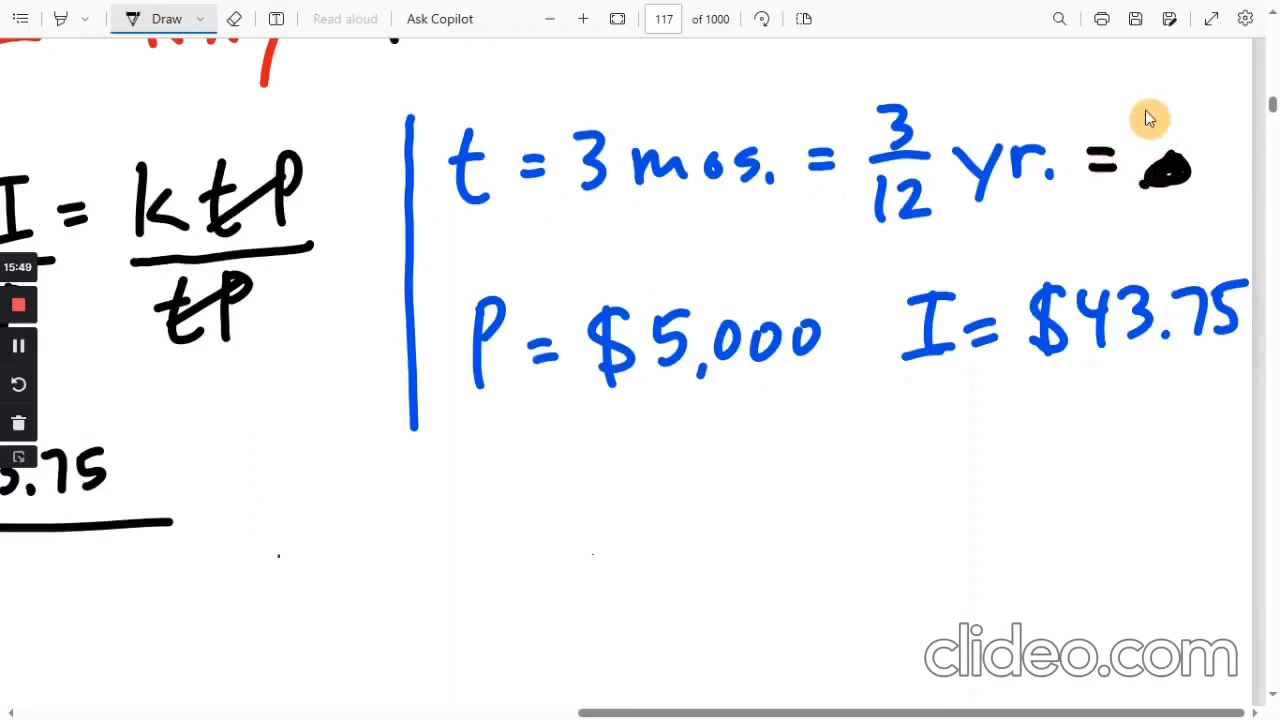 Draw
Read aloud
Ask Copilot
117 of 1000
t = 3 mos. = 3/12 yr. =
I = ktP
tP
15:49
P = $5,000 I = $43.75
.75
clideo.com